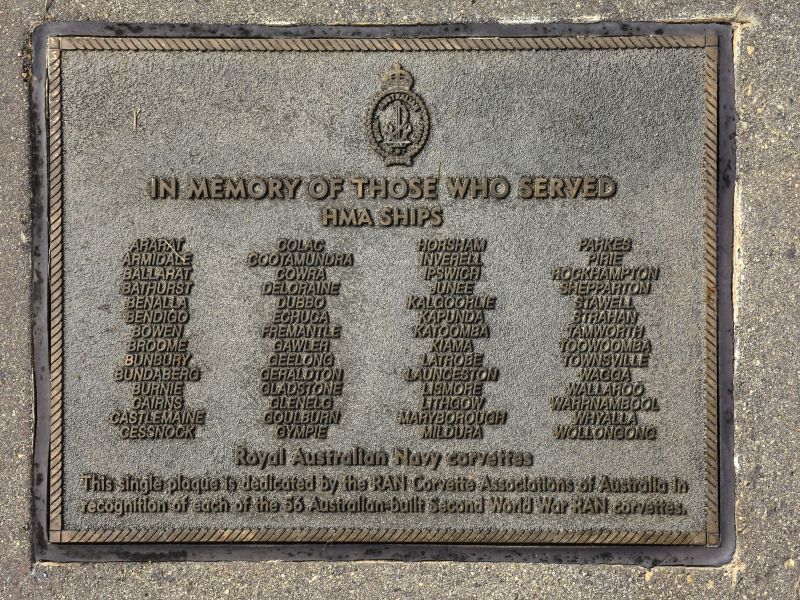 IN MEMORY OF THOSE WHO SERVED
HMA SHIPS
ARARAT
ARMIDALE
BALLARAT
BATHURST
BENALLA
BENDIGO
BOWEN
BROOME
BUNBURY
BUNDABERG
BURNIE
CAIRNS
CASTLEMAINE
CESSNOCK
COLAC
COOTAMUNDRA
COWRA
DELORAINE
DUBBO
ECHUCA
FREMANTLE
GAWLER
GEELONG
GERALDTON
GLADSTONE
GLENELG
GOULBURN
GYMPIE
HORSHAM
INVERELL
IPSWICH
JUNEE
KALGOORLIE
KAPUNDA
KATOOMBA
KIAMA
LATROBE
LAUNCESTON
LISMORE
LITHGOW
MARYBOROUGH
MILDURA
PARKES
PIRIE
ROCKHAMPTON
SHEPPARTON
STAWELL
STRAHAN
TAMWORTH
TOOWOOMBA
TOWNSVILLE
WAGGA
WALLAROO
WARRNAMBOOL
WHYALLA
WOLLONGONG
Royal Australian Navy corvettes
This single plaque is dedicated by the RAN Corvette Associations of Australia in
recognition of each of the 56 Australian-built Second World War RAN corvettes.